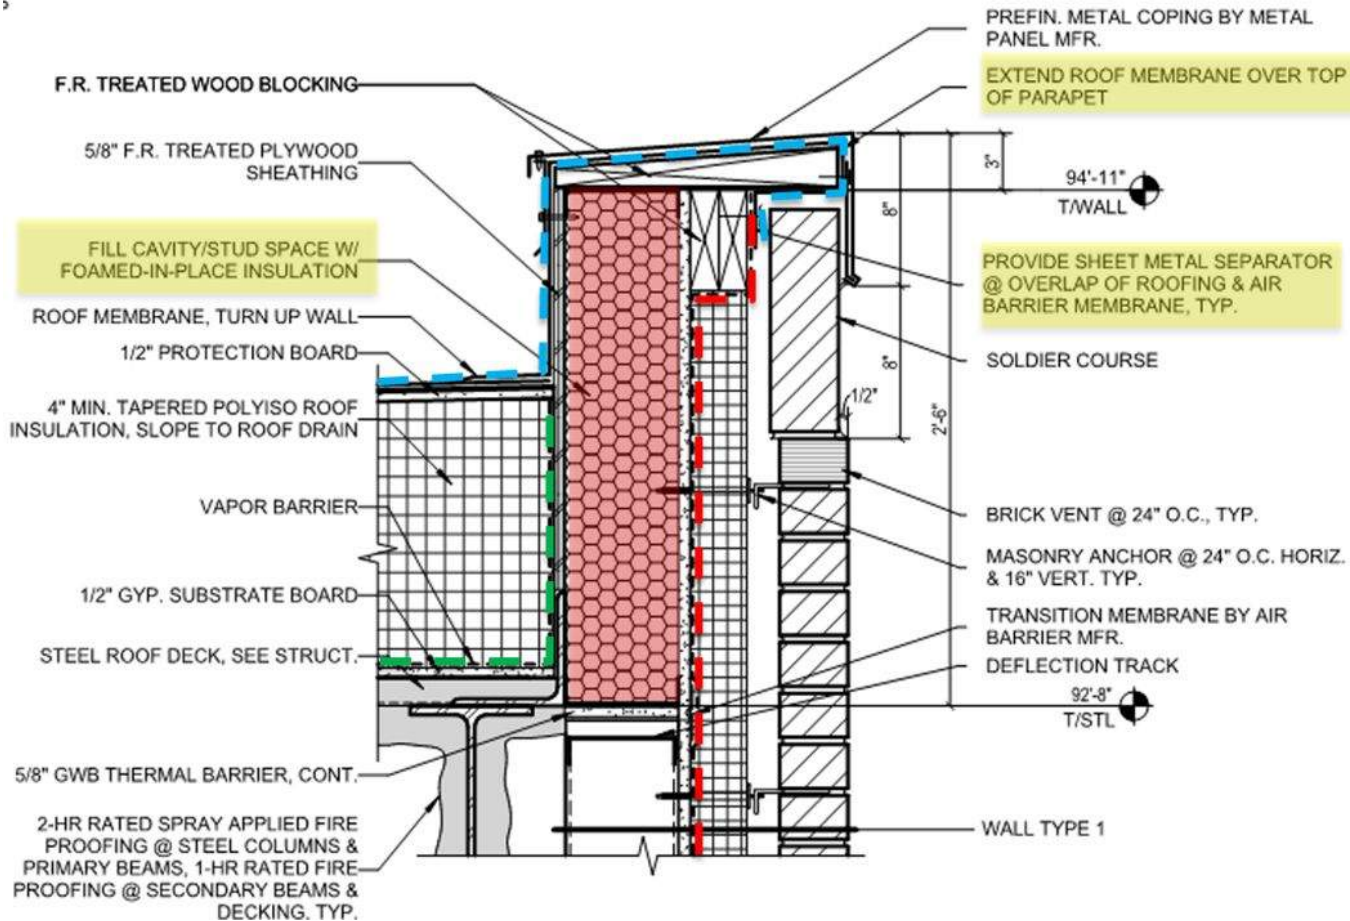 F.R. TREATED WOOD BLOCKING
5/8" F.R. TREATED PLYWOOD
SHEATHING
FILL CAVITY/STUD SPACE W/
FOAMED-IN-PLACE INSULATION
ROOF MEMBRANE, TURN UP WALL
1/2" PROTECTION BOARD
4" MIN. TAPERED POLYISO ROOF
INSULATION, SLOPE TO ROOF DRAIN
VAPOR BARRIER
1/2" GYP. SUBSTRATE BOARD
STEEL ROOF DECK, SEE STRUCT.
5/8" GWB THERMAL BARRIER, CONT.
2-HR RATED SPRAY APPLIED FIRE
PROOFING @ STEEL COLUMNS &
PRIMARY BEAMS, 1-HR RATED FIRE
PROOFING @ SECONDARY BEAMS &
DECKING, TYP.
PREFIN. METAL COPING BY METAL
PANEL MFR.
EXTEND ROOF MEMBRANE OVER TOP
OF PARAPET
3"
94'-11"
T/WALL
8"
PROVIDE SHEET METAL SEPARATOR
@ OVERLAP OF ROOFING & AIR
BARRIER MEMBRANE, TYP.
SOLDIER COURSE
8"
1/2"
2'-6"
BRICK VENT @ 24" O.C., TYP.
MASONRY ANCHOR @ 24" O.C. HORIZ.
& 16" VERT. TYP.
TRANSITION MEMBRANE BY AIR
BARRIER MFR.
DEFLECTION TRACK
92'-8"
T/STL
WALL TYPE 1